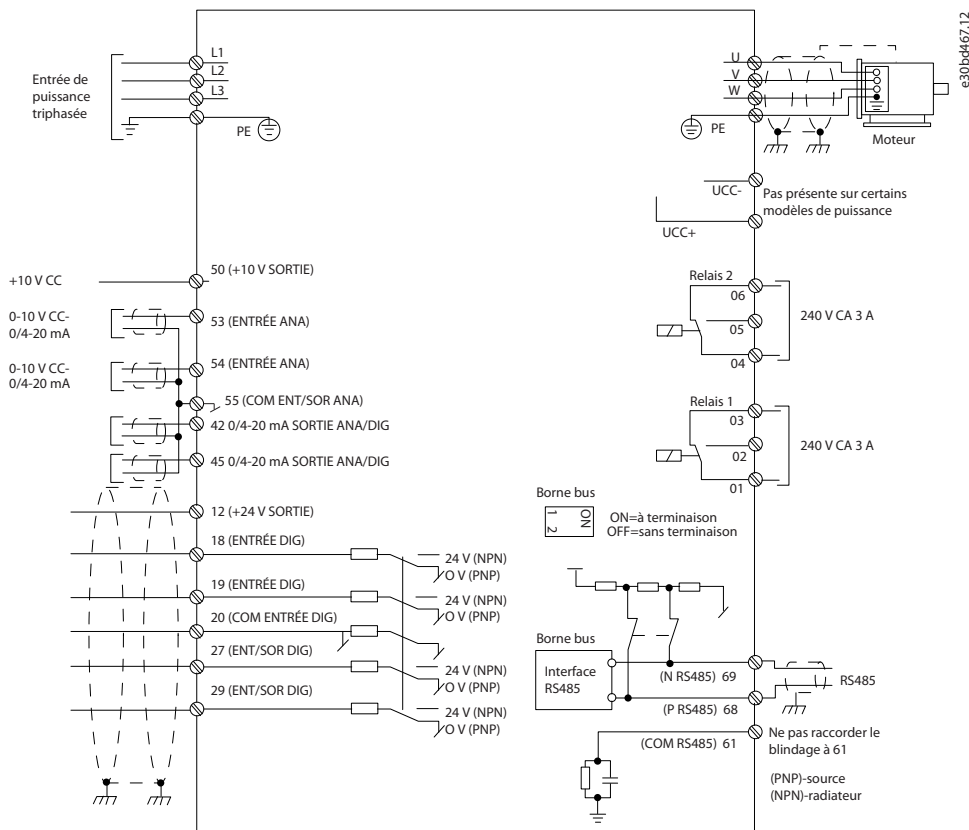 e30bd467.12
Entrée de
puissance
triphasée
L1
L2
L3
PE
U
V
W
PE
Moteur
UCC-
UCC+
Pas présente sur certains
modèles de puissance
+10 V CC
50 (+10 V SORTIE)
0-10 V CC-
0/4-20 mA
53 (ENTRÉE ANA)
0-10 V CC-
0/4-20 mA
54 (ENTRÉE ANA)
55 (COM ENT/SOR ANA)
42 0/4-20 mA SORTIE ANA/DIG
45 0/4-20 mA SORTIE ANA/DIG
12 (+24 V SORTIE)
18 (ENTRÉE DIG)
24 V (NPN)
O V (PNP)
19 (ENTRÉE DIG)
24 V (NPN)
O V (PNP)
20 (COM ENTRÉE DIG)
27 (ENT/SOR DIG)
24 V (NPN)
O V (PNP)
29 (ENT/SOR DIG)
24 V (NPN)
O V (PNP)
Relais 2
06
05
04
240 V CA 3 A
Relais 1
03
02
01
240 V CA 3 A
Borne bus
1
2
ON
ON=à terminaison
OFF=sans terminaison
Borne bus
Interface
RS485
(N RS485) 69
RS485
(P RS485) 68
(COM RS485) 61
Ne pas raccorder le
blindage à 61
(PNP)-source
(NPN)-radiateur